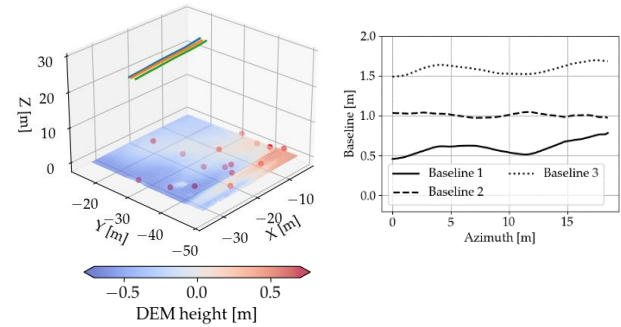 30
20
10
0
Z [m]
−20
−30
−40
−50
Y [m]
−10
−20
−30
X [m]
−0.5
0.0
0.5
DEM height [m]
2.0
1.5
1.0
0.5
0.0
Baseline [m]
Baseline 1
Baseline 2
Baseline 3
0
5
10
15
Azimuth [m]